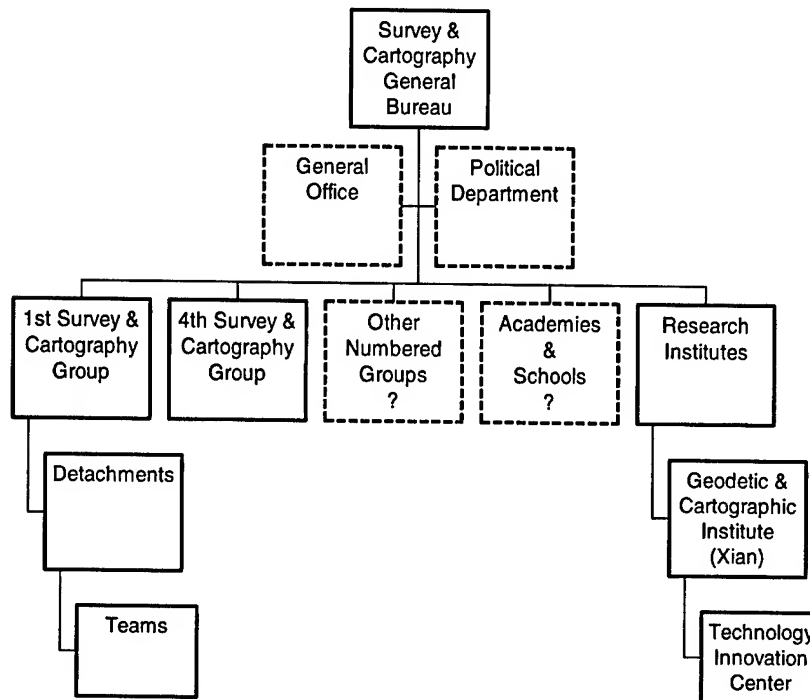 Survey &
Cartography
General
Bureau
General
Office
Political
Department
1st Survey &
Cartography
Group
4th Survey &
Cartography
Group
Other
Numbered
Groups
?
Academies
&
Schools
?
Research
Institutes
Detachments
Geodetic &
Cartographic
Institute
(Xian)
Teams
Technology
Innovation
Center